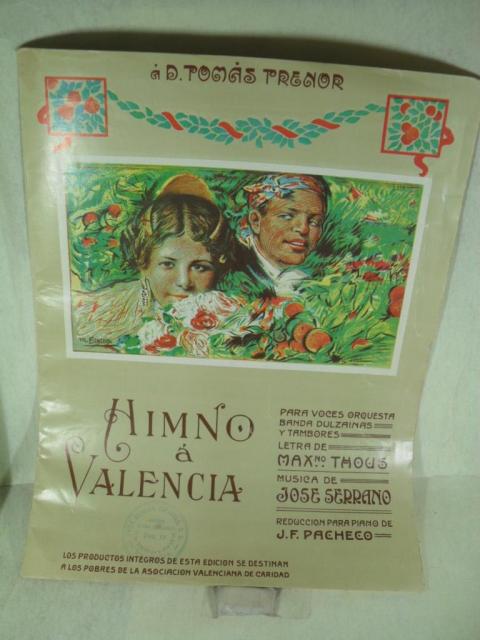 á D. TOMÁS TRENOR
HIMNO
á
VALENCIA
PARA VOCES ORQUESTA
BANDA DULZAINAS
Y TAMBORES
LETRA DE
MAXNO. THOUS
MUSICA DE
JOSE SERRANO
REDUCCION PARA PIANO DE
J. F. PACHECO
LOS PRODUCTOS INTEGROS DE ESTA EDICION SE DESTINAN
A LOS POBRES DE LA ASOCIACION VALENCIANA DE CARIDAD